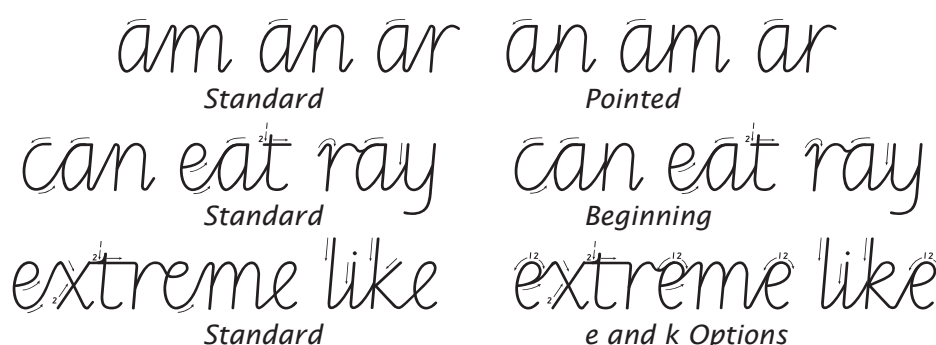 am an ar an am ar
Standard Pointed
can eat ray can eat ray
Standard Beginning
extreme like extreme like
Standard e and k Options